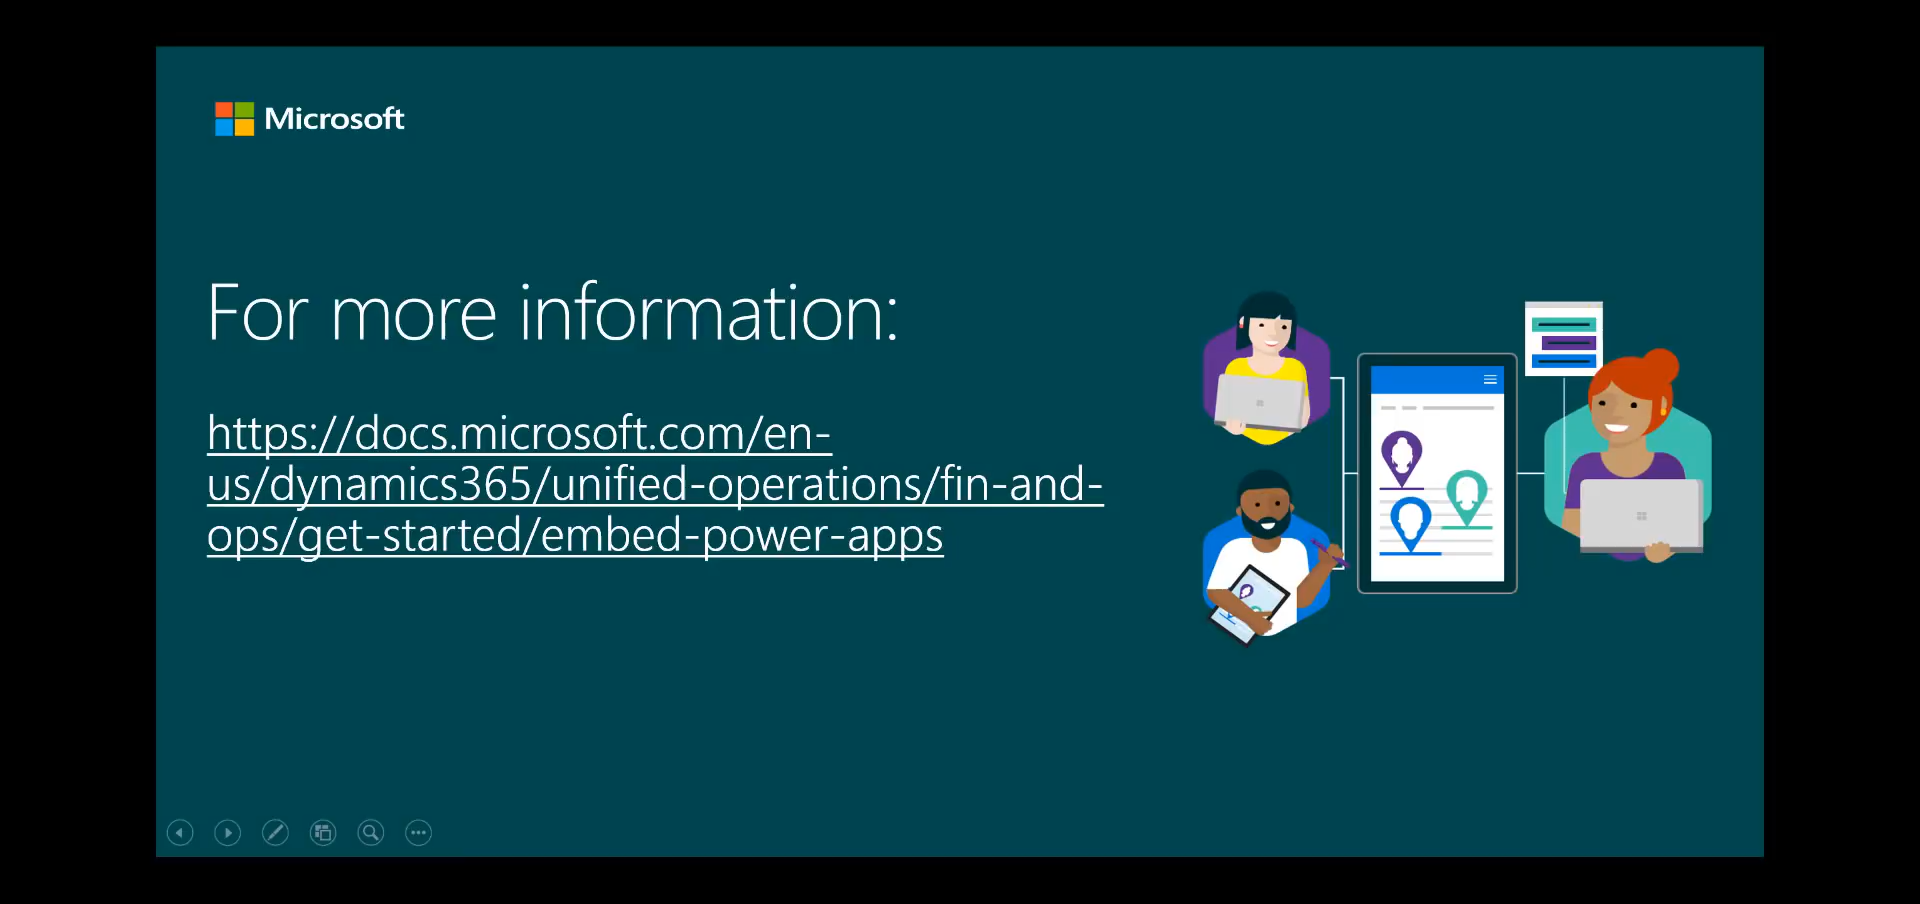 Microsoft
For more information:
https://docs.microsoft.com/en-
us/dynamics365/unified-operations/fin-and-
ops/get-started/embed-power-apps